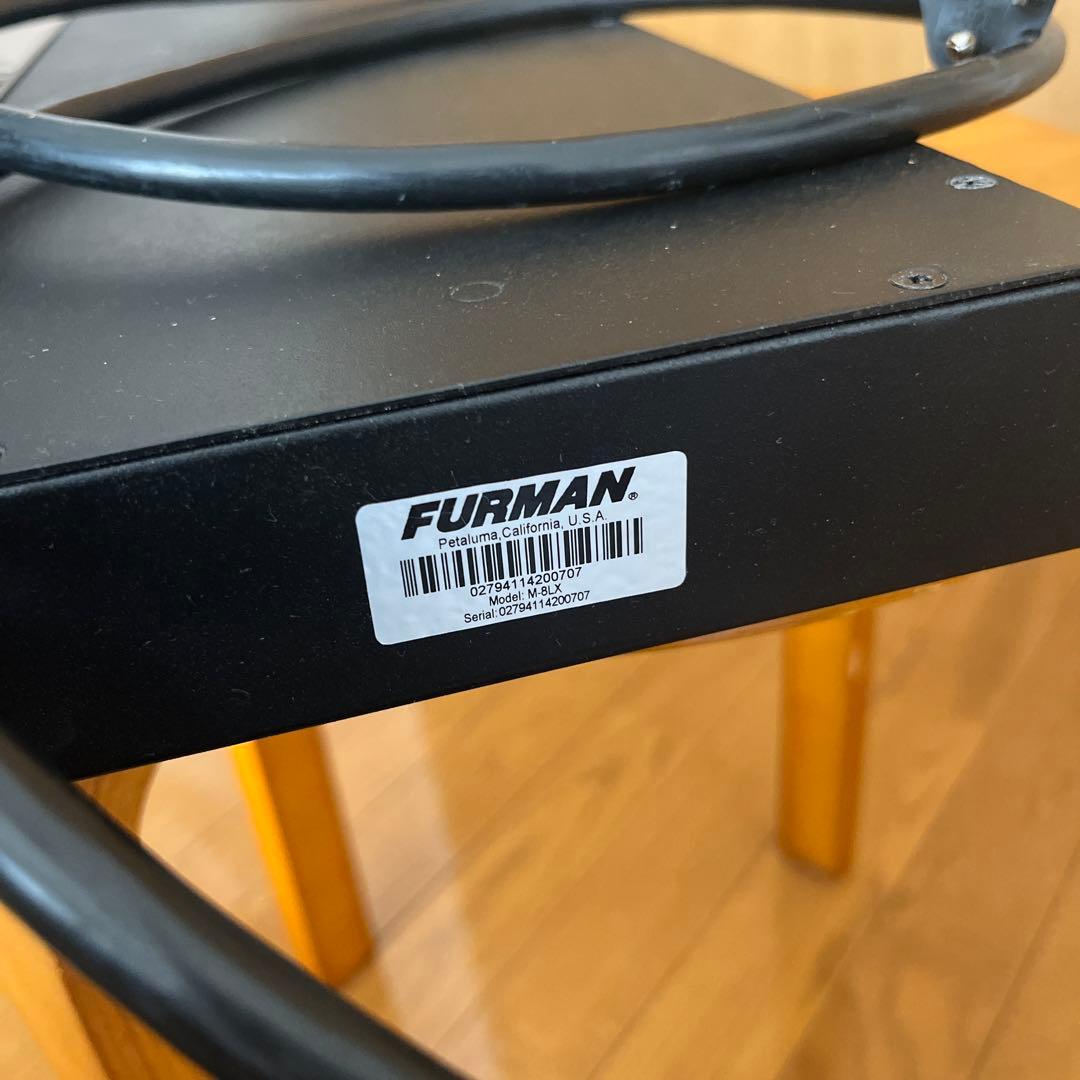 FURMAN®
Petaluma,California, U.S.A
02794114200707
Model: M-8LX
Serial:02794114200707